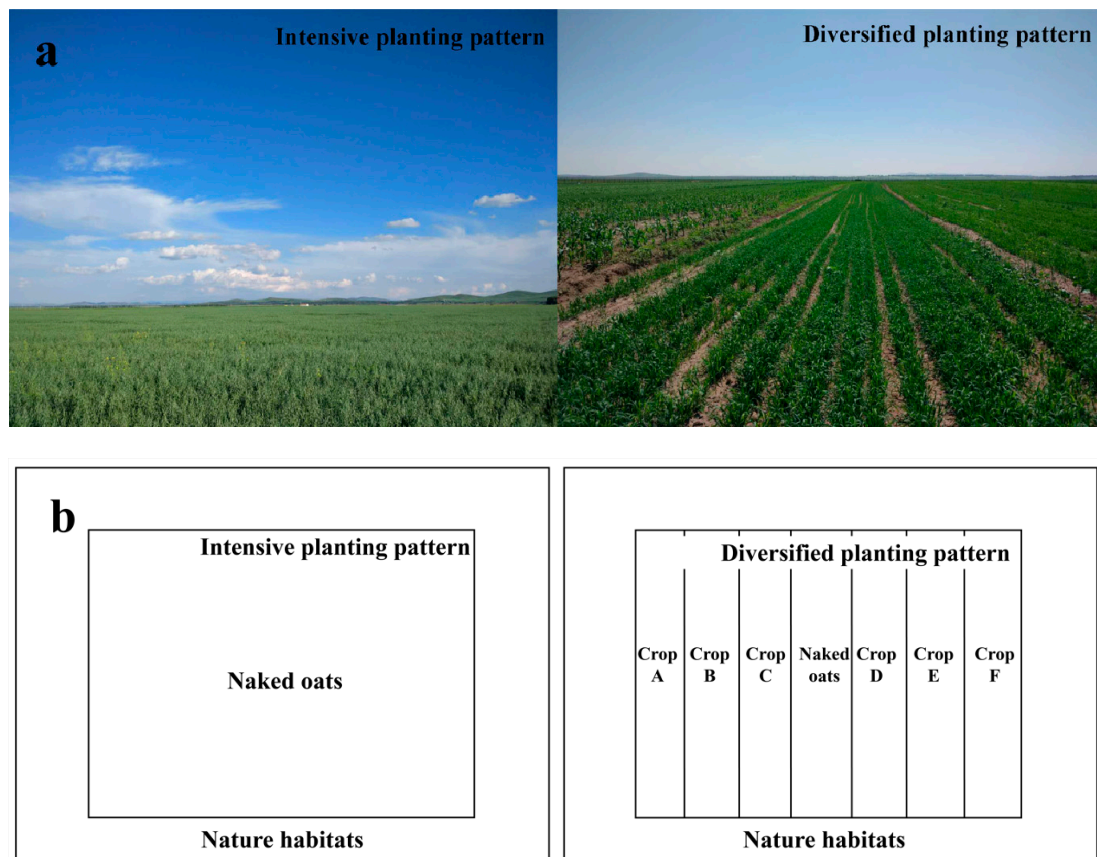 a
Intensive planting pattern
Diversified planting pattern
b
Intensive planting pattern
Naked oats
Nature habitats
Diversified planting pattern
Crop A
Crop B
Crop C
Naked oats
Crop D
Crop E
Crop F
Nature habitats